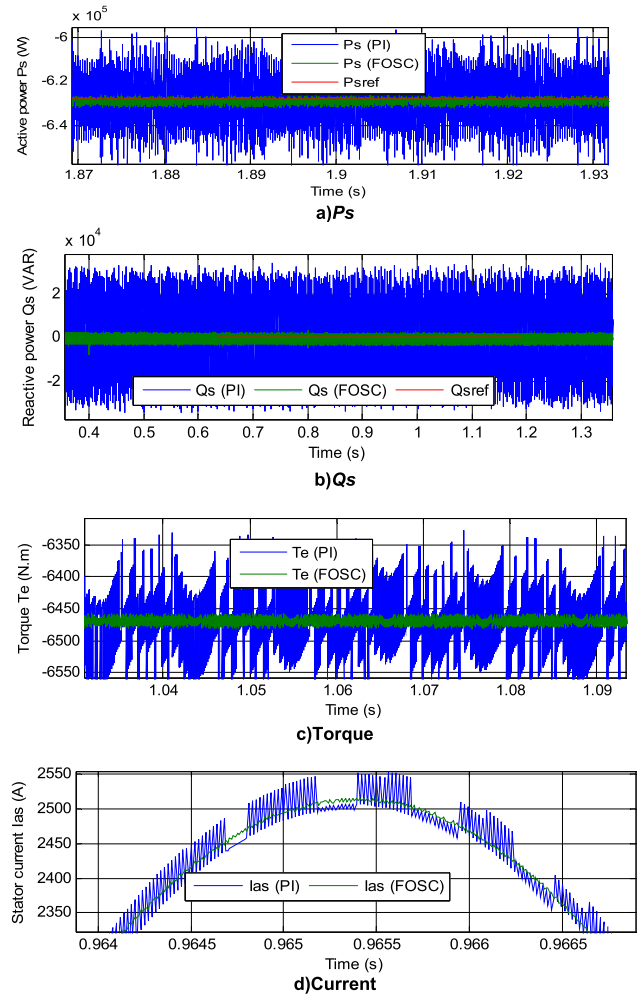 x 10^5
Active power Ps (W)
-6
-6.2
-6.4
Ps (PI)
Ps (FOSC)
Psref
1.87 1.88 1.89 1.9 1.91 1.92 1.93
Time (s)
a)Ps
x 10^4
Reactive power Qs (VAR)
2
0
-2
Qs (PI) Qs (FOSC) Qsref
0.4 0.5 0.6 0.7 0.8 0.9 1 1.1 1.2 1.3
Time (s)
b)Qs
Torque Te (N.m)
-6350
-6400
-6450
-6500
-6550
Te (PI)
Te (FOSC)
1.04 1.05 1.06 1.07 1.08 1.09
Time (s)
c)Torque
Stator current Ias (A)
2550
2500
2450
2400
2350
Ias (PI) Ias (FOSC)
0.964 0.9645 0.965 0.9655 0.966 0.9665
Time (s)
d)Current